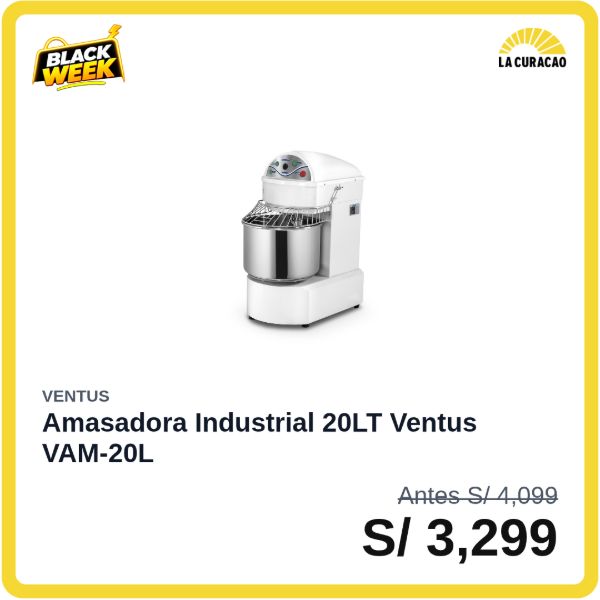 BLACK
WEEK
LA CURACAO
VENTUS
Amasadora Industrial 20LT Ventus
VAM-20L
Antes S/ 4,099
S/ 3,299